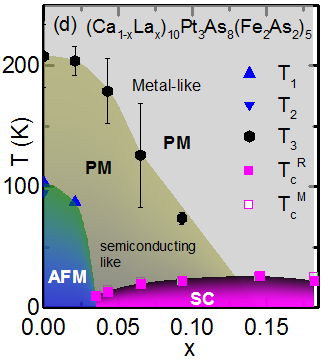 (d) (Ca1-xLax)10Pt3As8(Fe2As2)5
200
Metal-like
T1
T2
T3
TcR
TcM
PM
PM
100
semiconducting
like
AFM
SC
0
0.00 0.05 0.10 0.15
T (K)
x